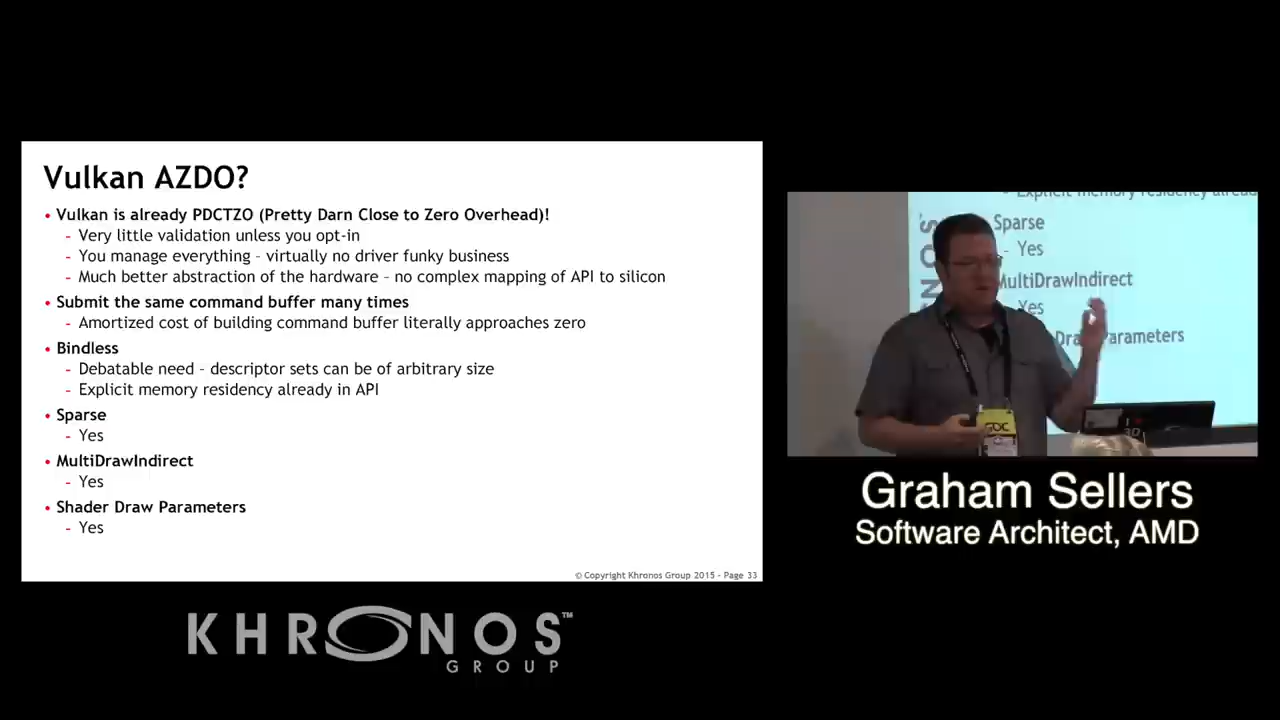 Vulkan AZDO?
• Vulkan is already PDCTZO (Pretty Darn Close to Zero Overhead)!
- Very little validation unless you opt-in
- You manage everything – virtually no driver funky business
- Much better abstraction of the hardware – no complex mapping of API to silicon
• Submit the same command buffer many times
- Amortized cost of building command buffer literally approaches zero
• Bindless
- Debatable need – descriptor sets can be of arbitrary size
- Explicit memory residency already in API
• Sparse
- Yes
• MultiDrawIndirect
- Yes
• Shader Draw Parameters
- Yes
© Copyright Khronos Group 2015 - Page 33
Explicit memory residency
Sparse
- Yes
MultiDrawIndirect
Yes
Draw Parameters
GDC
Graham Sellers
Software Architect, AMD
KHRONOS™
GROUP